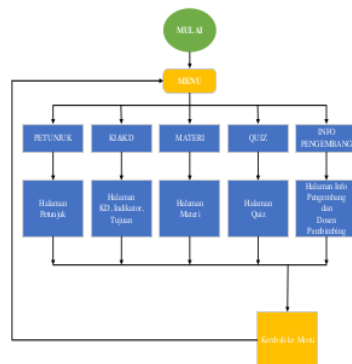 MULAI
MENU
PETUNJUK
KI&KD
MATERI
QUIZ
INFO
PENGEMBANG
Halaman
Petunjuk
Halaman
KD, Indikator,
Tujuan
Halaman
Materi
Halaman
Quiz
Halaman Info
Pengembang
dan
Dosen
Pembimbing
Kembali ke Menu